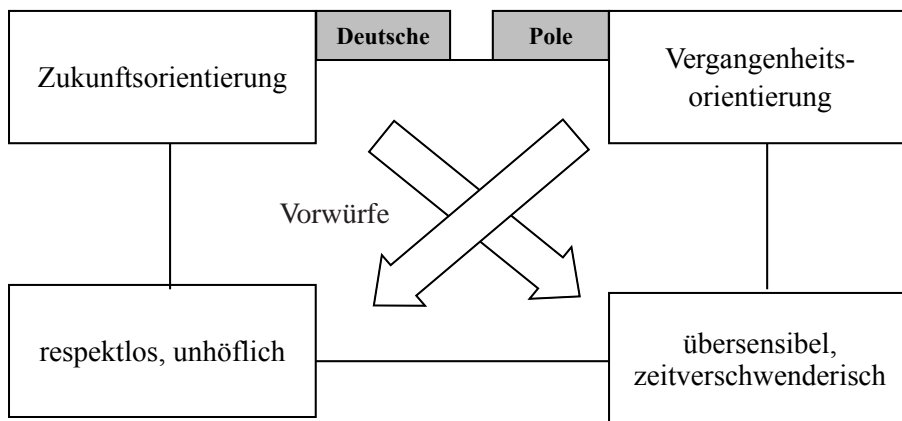 Deutsche
Pole
Zukunftsorientierung
Vergangenheits-
orientierung
Vorwürfe
respektlos, unhöflich
übersensibel,
zeitverschwenderisch